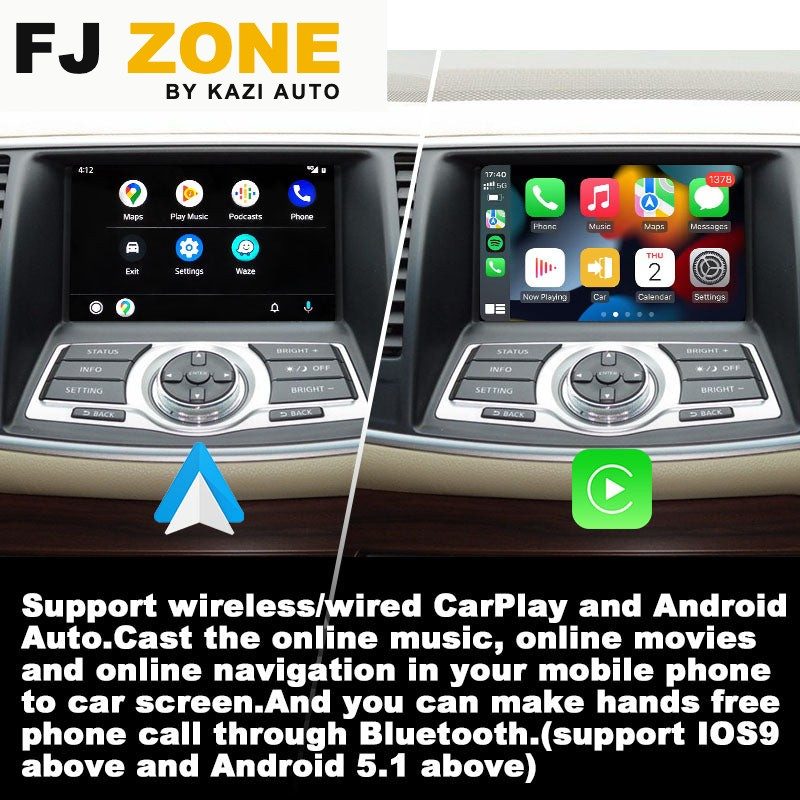 FJ ZONE
BY KAZI AUTO
4:12
Maps
Play Music
Podcasts
Phone
Exit
Settings
Waze
17:40
5G
1378
Phone
Music
Maps
Messages
THU
2
Now Playing
Car
Calendar
Settings
STATUS
INFO
SETTING
BACK
ENTER
BRIGHT +
OFF
BRIGHT −
BACK
STATUS
INFO
SETTING
BACK
ENTER
BRIGHT +
OFF
BRIGHT −
BACK
Support wireless/wired CarPlay and Android
Auto.Cast the online music, online movies
and online navigation in your mobile phone
to car screen.And you can make hands free
phone call through Bluetooth.(support IOS9
above and Android 5.1 above)